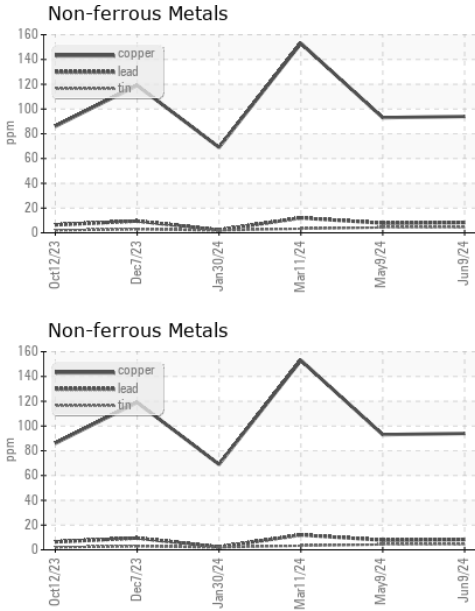 Non-ferrous Metals
160
140
120
100
80
60
40
20
0
ppm
copper
lead
tin
Oct12/23
Dec7/23
Jan30/24
Mar11/24
May9/24
Jun9/24
Non-ferrous Metals
160
140
120
100
80
60
40
20
0
ppm
copper
lead
tin
Oct12/23
Dec7/23
Jan30/24
Mar11/24
May9/24
Jun9/24